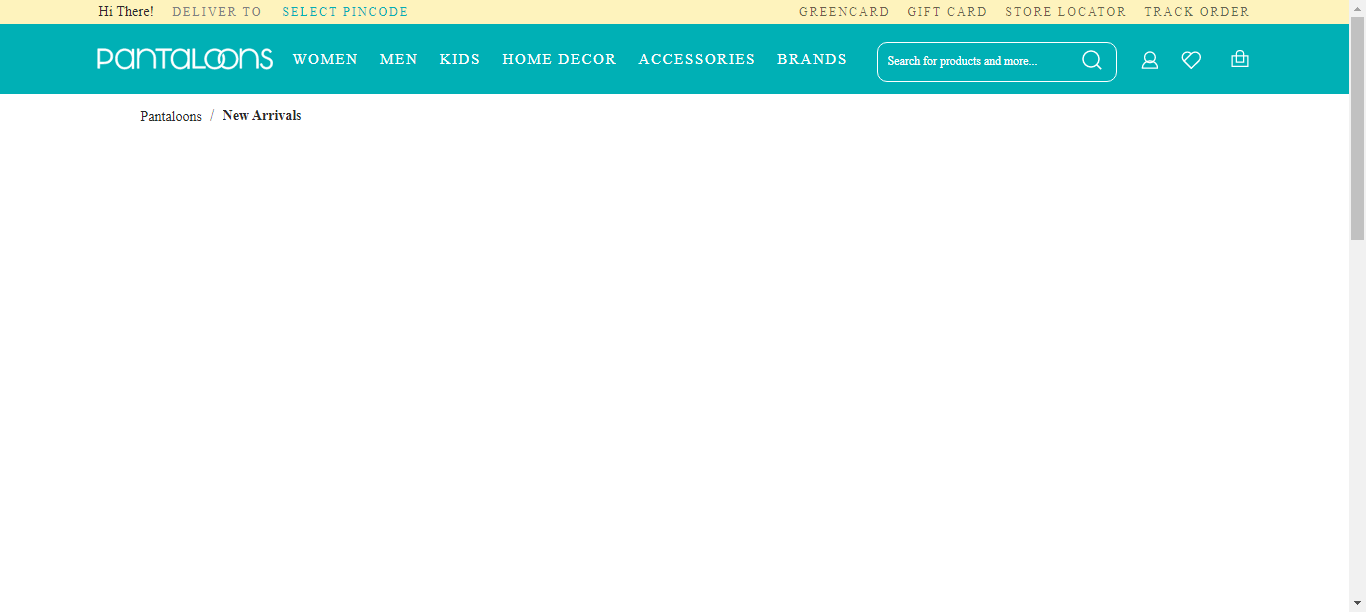 Hi There! DELIVER TO SELECT PINCODE GREENCARD GIFT CARD STORE LOCATOR TRACK ORDER
PANTALOONS WOMEN MEN KIDS HOME DECOR ACCESSORIES BRANDS Search for products and more...
Pantaloons / New Arrivals